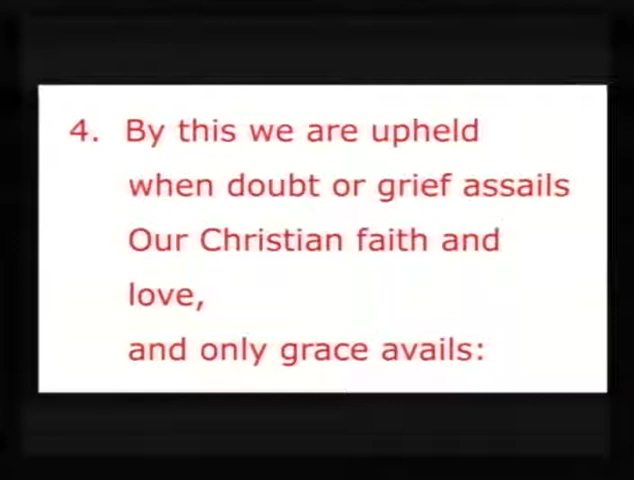 4. By this we are upheld
when doubt or grief assails
Our Christian faith and
love,
and only grace avails: